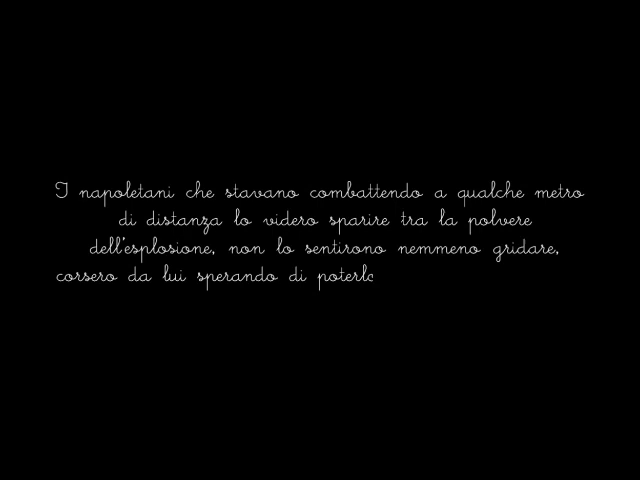 I napoletani che stavano combattendo a qualche metro
di distanza lo videro sparire tra la polvere
dell'esplosione, non lo sentirono nemmeno gridare,
corsero da lui sperando di